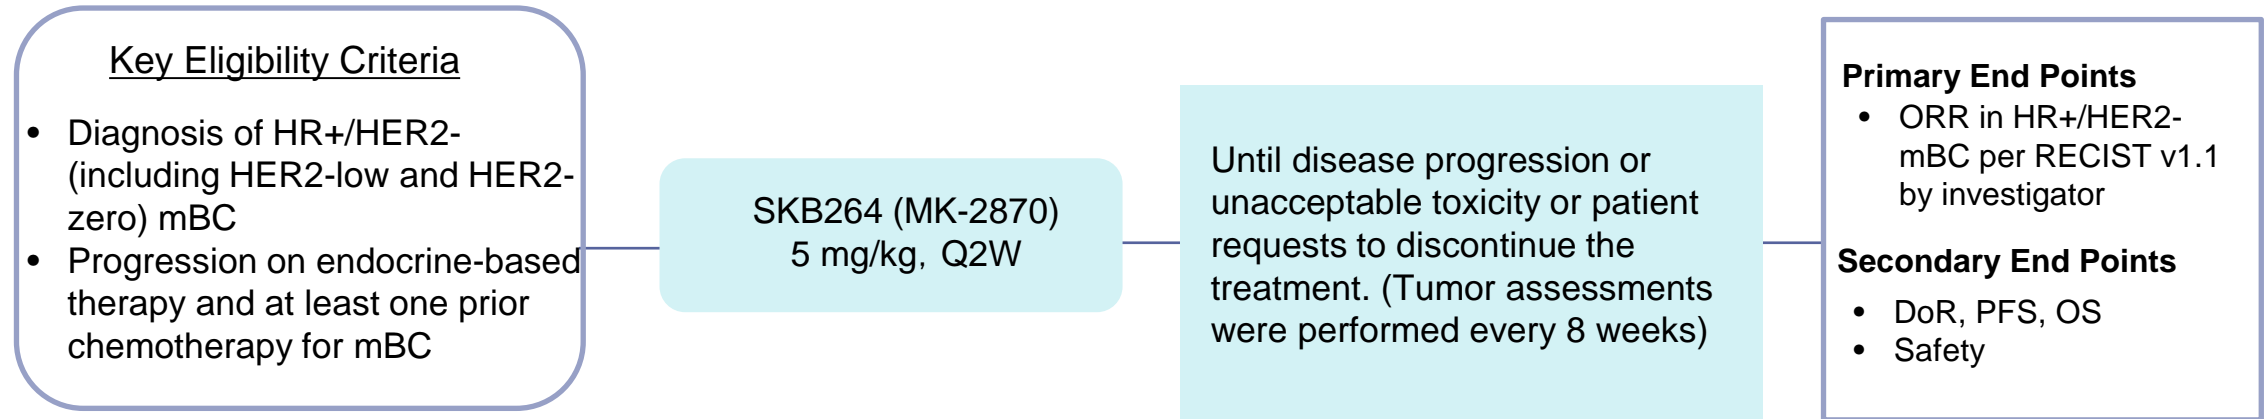 Key Eligibility Criteria
• Diagnosis of HR+/HER2-
(including HER2-low and HER2-
zero) mBC
• Progression on endocrine-based
therapy and at least one prior
chemotherapy for mBC
SKB264 (MK-2870)
5 mg/kg, Q2W
Until disease progression or
unacceptable toxicity or patient
requests to discontinue the
treatment. (Tumor assessments
were performed every 8 weeks)
Primary End Points
• ORR in HR+/HER2-
mBC per RECIST v1.1
by investigator
Secondary End Points
• DoR, PFS, OS
• Safety